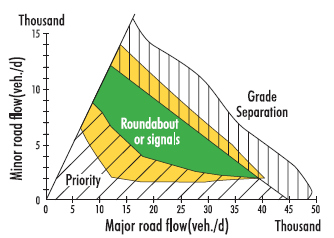 Thousand
15
10
5
0
Minor road flow(veh./d)
Grade
Separation
Roundabout
or signals
Priority
0 5 10 15 20 25 30 35 40 45 50
Major road flow(veh./d) Thousand